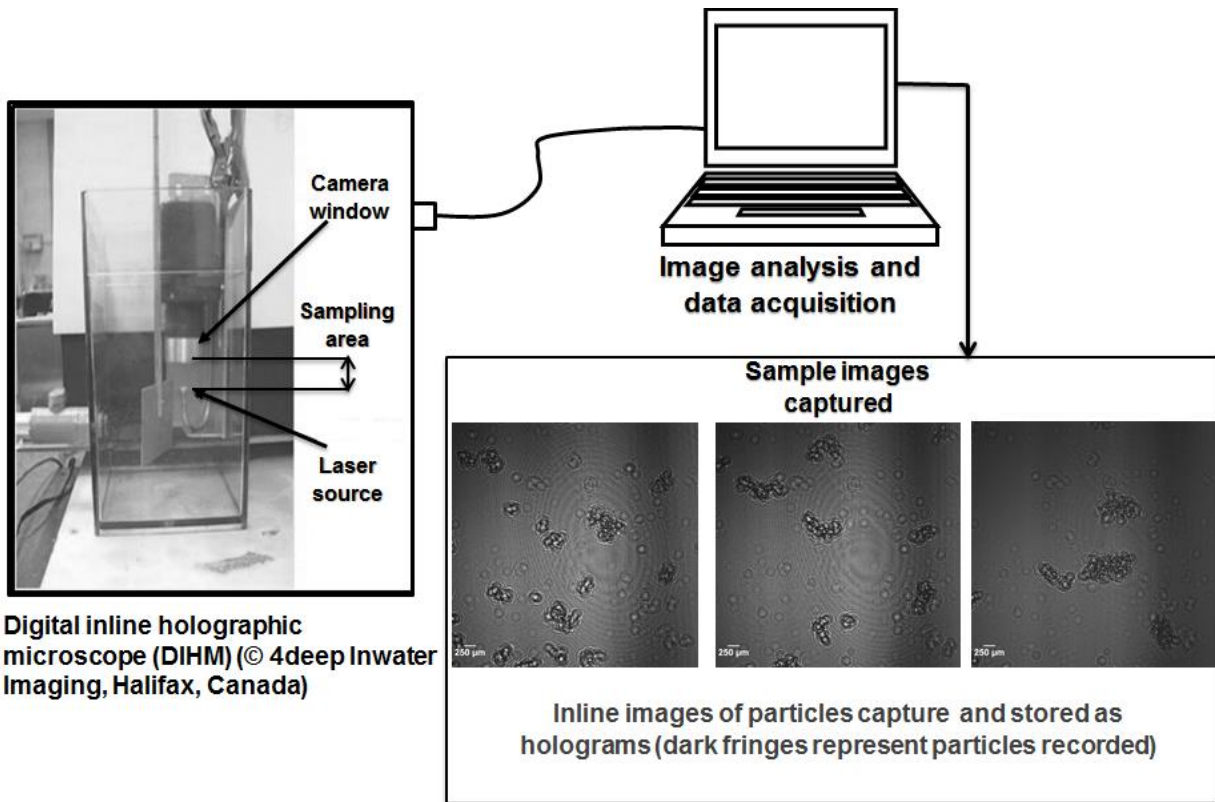 Camera
window
Sampling
area
Laser
source
Digital inline holographic
microscope (DIHM) (© 4deep Inwater
Imaging, Halifax, Canada)
Image analysis and
data acquisition
Sample images
captured
250 µm
250 µm
250 µm
Inline images of particles capture and stored as
holograms (dark fringes represent particles recorded)